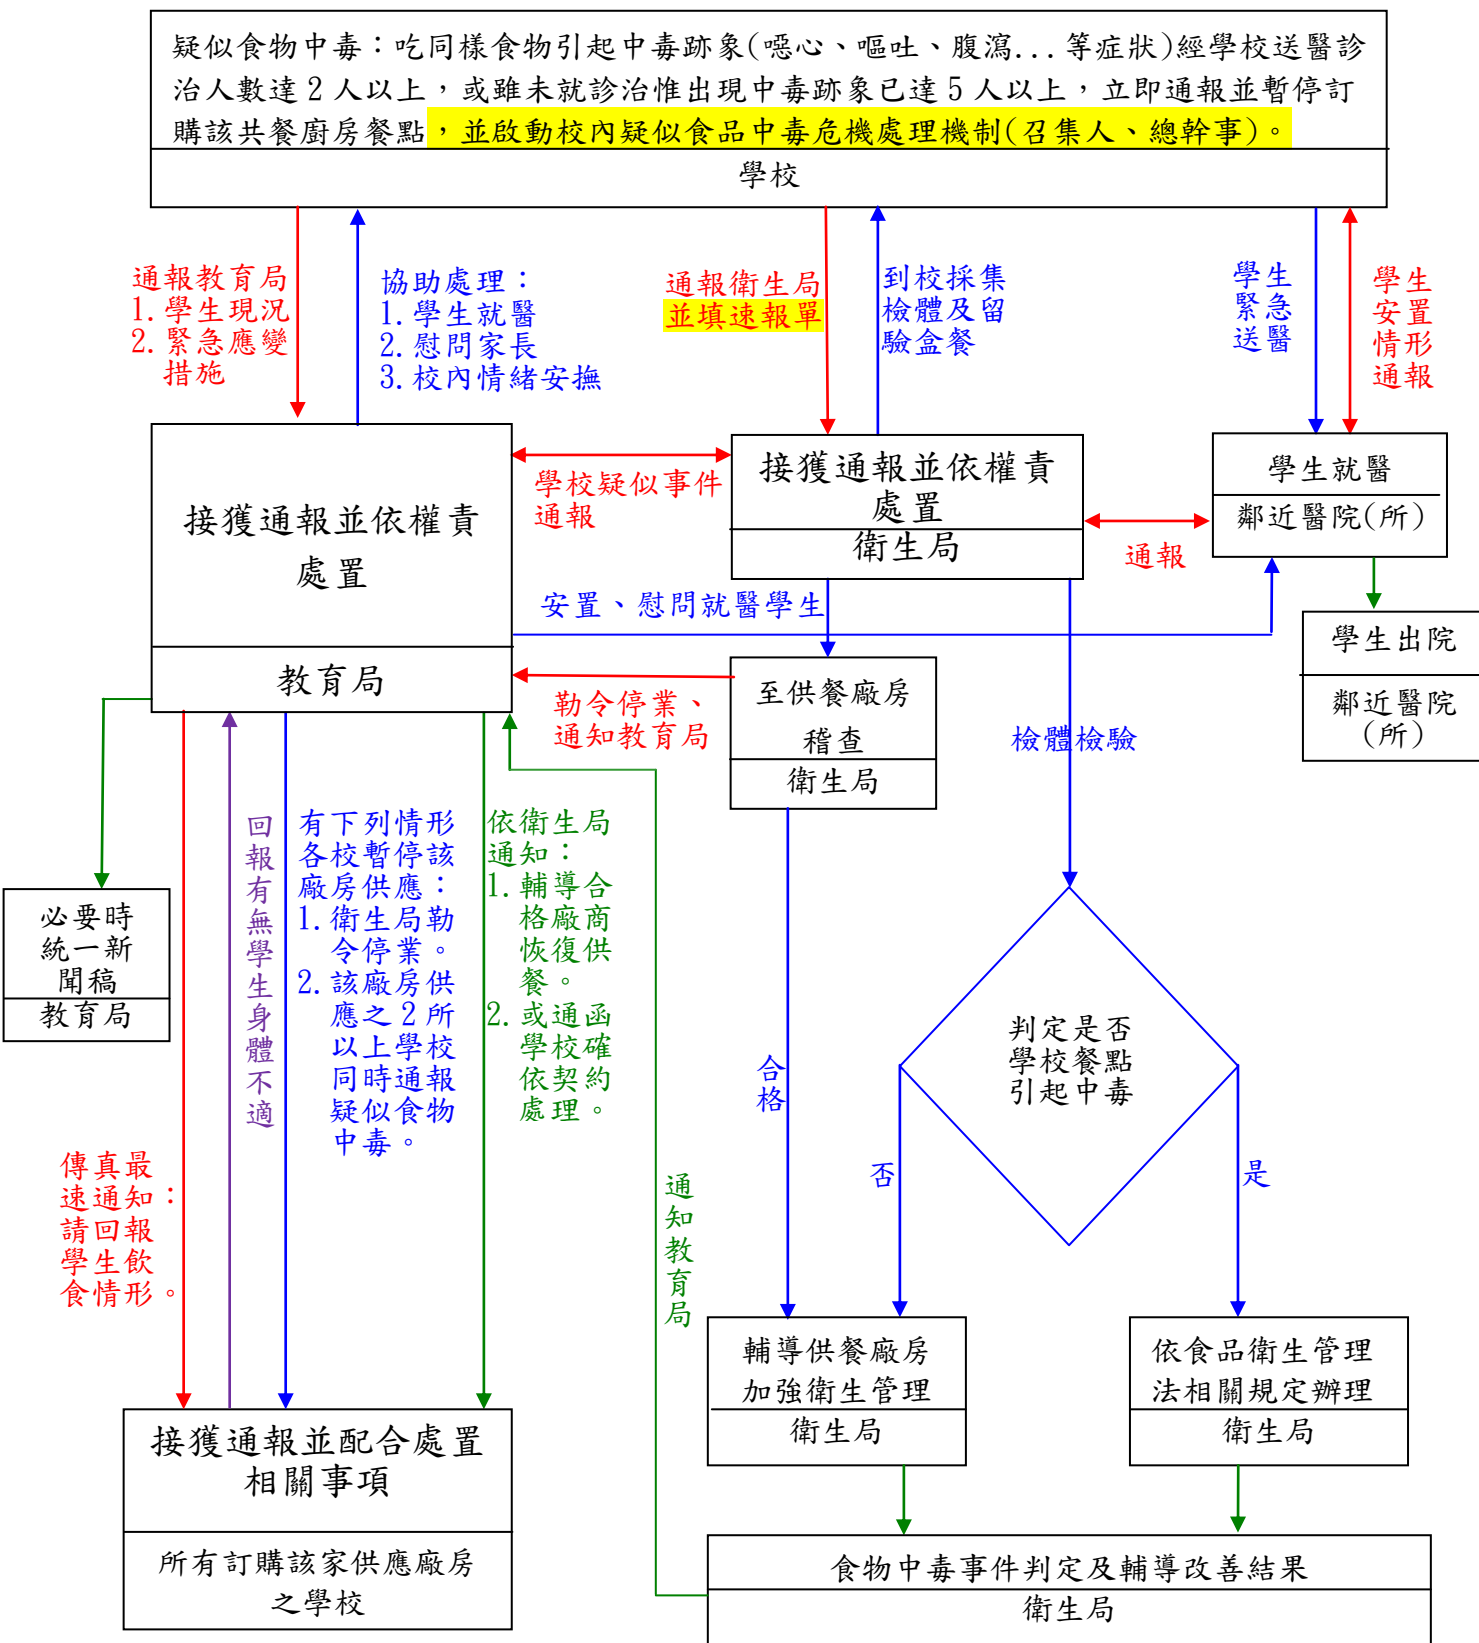 疑似食物中毒：吃同樣食物引起中毒跡象(噁心、嘔吐、腹瀉...等症狀)經學校送醫診
治人數達2人以上，或雖未就診治惟出現中毒跡象已達5人以上，立即通報並暫停訂
購該共餐廚房餐點，並啟動校內疑似食品中毒危機處理機制(召集人、總幹事)。
學校
通報教育局
1.學生現況
2.緊急應變
措施
協助處理：
1.學生就醫
2.慰問家長
3.校內情緒安撫
通報衛生局
並填速報單
到校採集
檢體及留
驗盒餐
學生
緊急
送醫
學生
安置
情形
通報
接獲通報並依權責
處置
教育局
學校疑似事件
通報
接獲通報並依權責
處置
衛生局
通報
學生就醫
鄰近醫院(所)
安置、慰問就醫學生
學生出院
鄰近醫院
(所)
勒令停業、
通知教育局
至供餐廠房
稽查
衛生局
檢體檢驗
必要時
統一新
聞稿
教育局
回報有無學生身體不適
有下列情形
各校暫停該
廠房供應：
1.衛生局勒
令停業。
2.該廠房供
應之2所
以上學校
同時通報
疑似食物
中毒。
依衛生局
通知：
1.輔導合
格廠商
恢復供
餐。
2.或通函
學校確
依契約
處理。
傳真最
速通知：
請回報
學生飲
食情形。
通知教育局
合格
判定是否
學校餐點
引起中毒
否
是
輔導供餐廠房
加強衛生管理
衛生局
依食品衛生管理
法相關規定辦理
衛生局
接獲通報並配合處置
相關事項
所有訂購該家供應廠房
之學校
食物中毒事件判定及輔導改善結果
衛生局